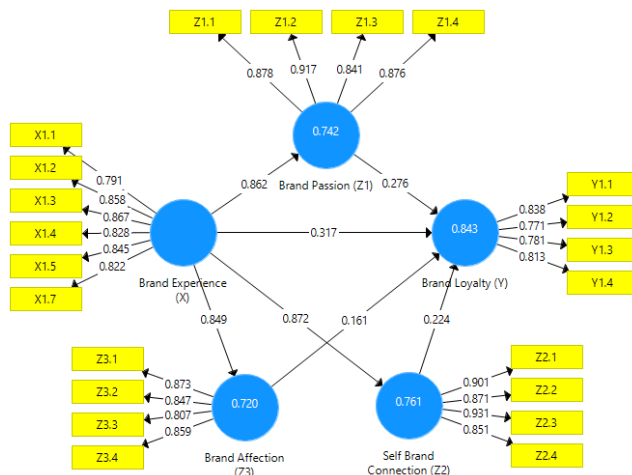 Z1.1
Z1.2
Z1.3
Z1.4
0.878
0.917
0.841
0.876
0.742
Brand Passion (Z1)
X1.1
X1.2
X1.3
X1.4
X1.5
X1.7
0.791
0.858
0.867
0.828
0.845
0.822
Brand Experience
(X)
0.862
0.276
0.317
0.849
0.872
0.161
0.224
0.843
Brand Loyalty (Y)
0.838
0.771
0.781
0.813
Y1.1
Y1.2
Y1.3
Y1.4
Z3.1
Z3.2
Z3.3
Z3.4
0.873
0.847
0.807
0.859
0.720
Brand Affection
(Z3)
0.761
Self Brand
Connection (Z2)
0.901
0.871
0.931
0.851
Z2.1
Z2.2
Z2.3
Z2.4